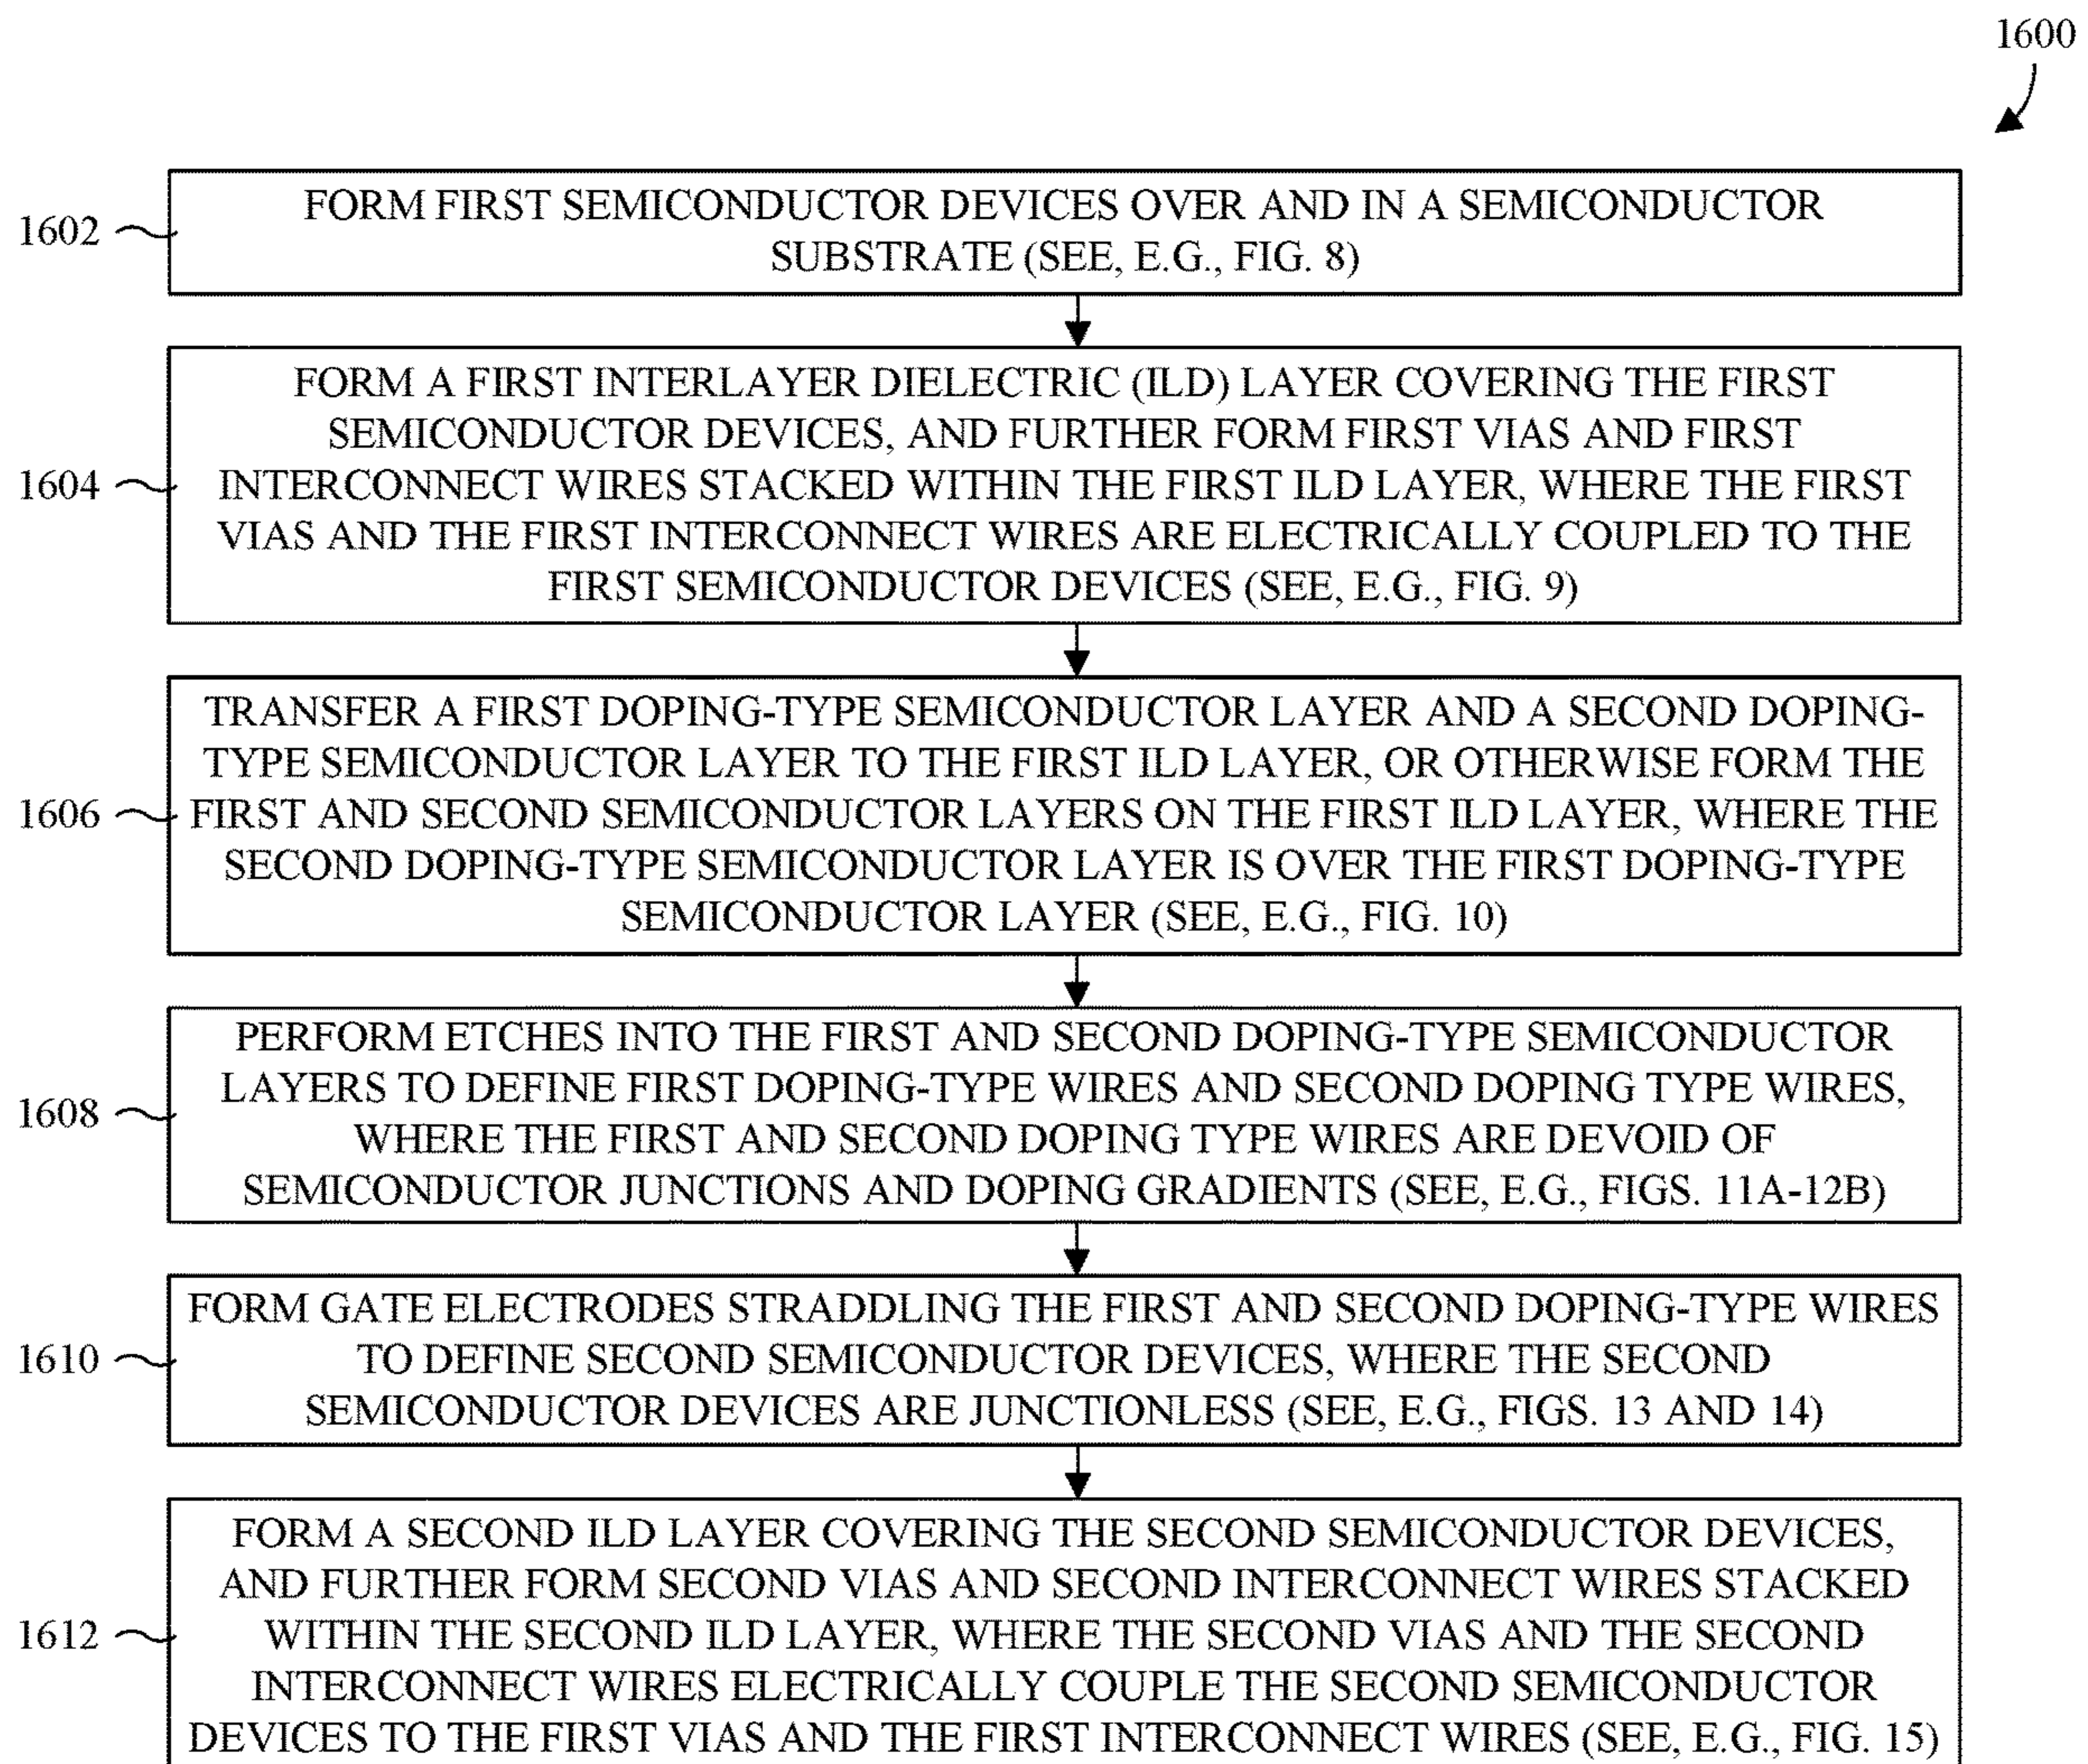 1600
1602
FORM FIRST SEMICONDUCTOR DEVICES OVER AND IN A SEMICONDUCTOR
SUBSTRATE (SEE, E.G., FIG. 8)
1604
FORM A FIRST INTERLAYER DIELECTRIC (ILD) LAYER COVERING THE FIRST
SEMICONDUCTOR DEVICES, AND FURTHER FORM FIRST VIAS AND FIRST
INTERCONNECT WIRES STACKED WITHIN THE FIRST ILD LAYER, WHERE THE FIRST
VIAS AND THE FIRST INTERCONNECT WIRES ARE ELECTRICALLY COUPLED TO THE
FIRST SEMICONDUCTOR DEVICES (SEE, E.G., FIG. 9)
1606
TRANSFER A FIRST DOPING-TYPE SEMICONDUCTOR LAYER AND A SECOND DOPING-
TYPE SEMICONDUCTOR LAYER TO THE FIRST ILD LAYER, OR OTHERWISE FORM THE
FIRST AND SECOND SEMICONDUCTOR LAYERS ON THE FIRST ILD LAYER, WHERE THE
SECOND DOPING-TYPE SEMICONDUCTOR LAYER IS OVER THE FIRST DOPING-TYPE
SEMICONDUCTOR LAYER (SEE, E.G., FIG. 10)
1608
PERFORM ETCHES INTO THE FIRST AND SECOND DOPING-TYPE SEMICONDUCTOR
LAYERS TO DEFINE FIRST DOPING-TYPE WIRES AND SECOND DOPING TYPE WIRES,
WHERE THE FIRST AND SECOND DOPING TYPE WIRES ARE DEVOID OF
SEMICONDUCTOR JUNCTIONS AND DOPING GRADIENTS (SEE, E.G., FIGS. 11A-12B)
1610
FORM GATE ELECTRODES STRADDLING THE FIRST AND SECOND DOPING-TYPE WIRES
TO DEFINE SECOND SEMICONDUCTOR DEVICES, WHERE THE SECOND
SEMICONDUCTOR DEVICES ARE JUNCTIONLESS (SEE, E.G., FIGS. 13 AND 14)
1612
FORM A SECOND ILD LAYER COVERING THE SECOND SEMICONDUCTOR DEVICES,
AND FURTHER FORM SECOND VIAS AND SECOND INTERCONNECT WIRES STACKED
WITHIN THE SECOND ILD LAYER, WHERE THE SECOND VIAS AND THE SECOND
INTERCONNECT WIRES ELECTRICALLY COUPLE THE SECOND SEMICONDUCTOR
DEVICES TO THE FIRST VIAS AND THE FIRST INTERCONNECT WIRES (SEE, E.G., FIG. 15)